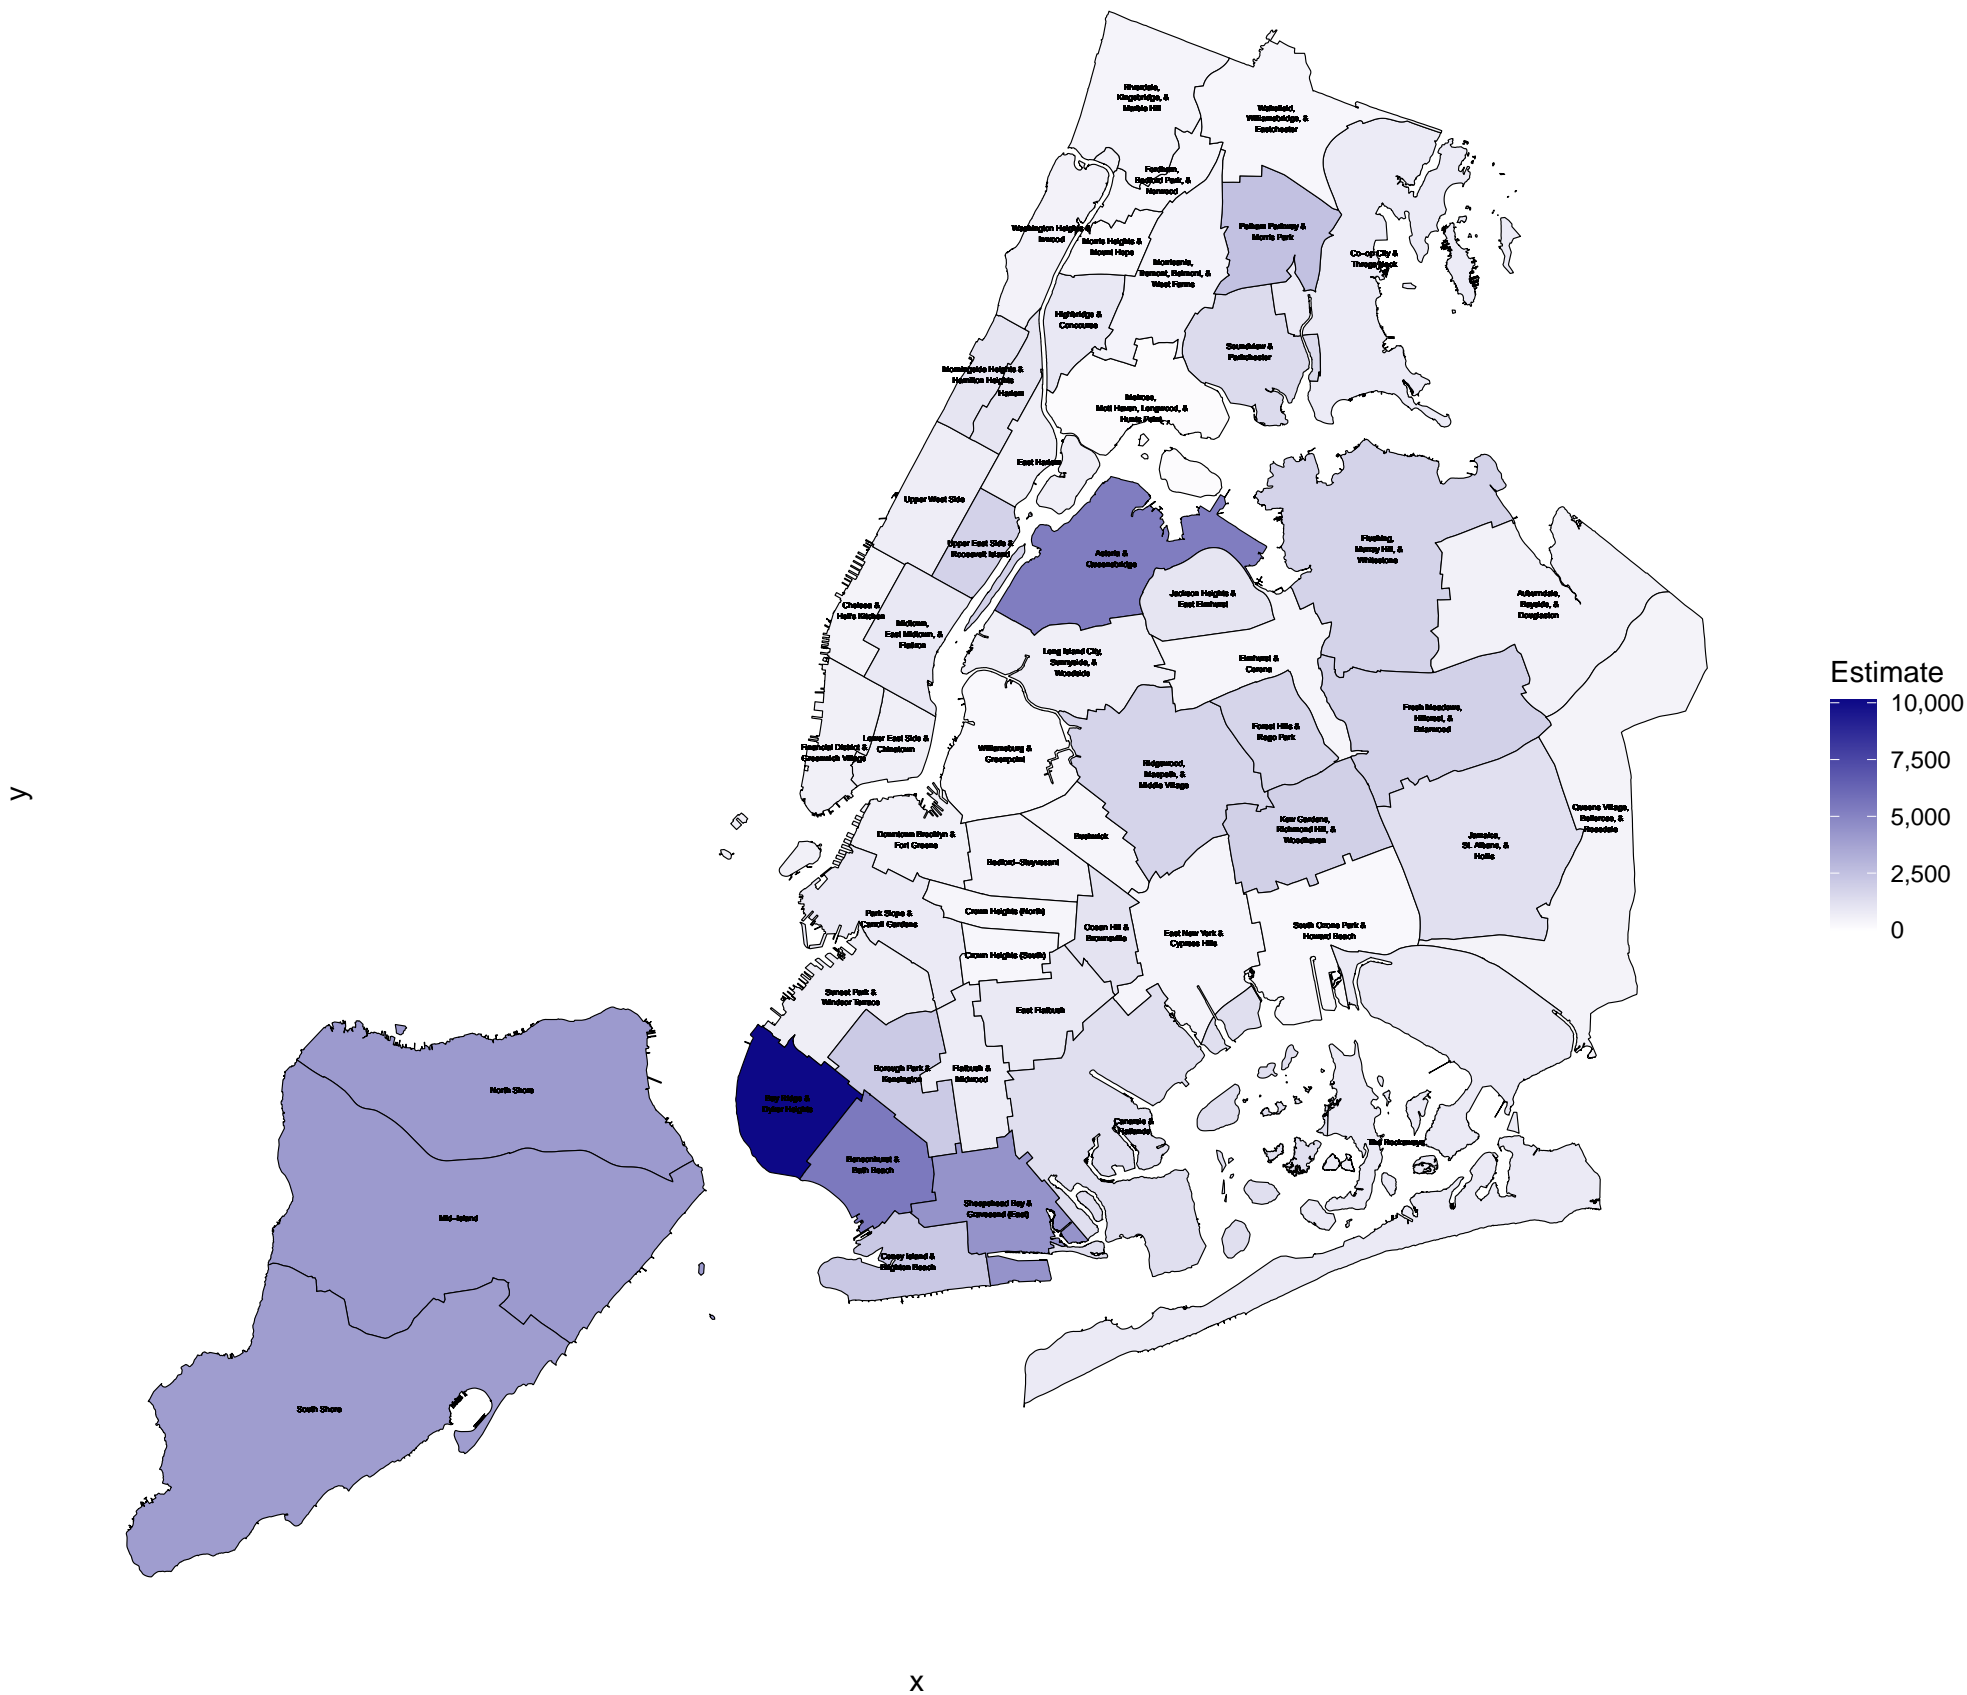 Riverdale,
Kingsbridge, &
Marble Hill
Wakefield,
Williamsbridge, &
Eastchester
Fordham,
Bedford Park, &
Norwood
Pelham Parkway &
Morris Park
Washington Heights &
Inwood
Morris Heights &
Mount Hope
Co-op City &
Throgs Neck
Morrisania,
Tremont, Belmont, &
West Farms
Highbridge &
Concourse
Soundview &
Parkchester
Morningside Heights &
Hamilton Heights
Harlem
Melrose,
Mott Haven, Longwood, &
Hunts Point
East Harlem
Upper West Side
Upper East Side &
Roosevelt Island
Astoria &
Queensbridge
Flushing,
Murray Hill, &
Whitestone
Jackson Heights &
East Elmhurst
Auburndale,
Bayside, &
Douglaston
Chelsea &
Hell's Kitchen
Midtown,
East Midtown, &
Flatiron
Long Island City,
Sunnyside, &
Woodside
Elmhurst &
Corona
Estimate
10,000
7,500
5,000
2,500
0
Fresh Meadows,
Hillcrest, &
Briarwood
Forest Hills &
Rego Park
Financial District &
Greenwich Village
Lower East Side &
Chinatown
Williamsburg &
Greenpoint
Ridgewood,
Maspeth, &
Middle Village
y
Queens Village,
Bellerose, &
Rosedale
Kew Gardens,
Richmond Hill, &
Woodhaven
Jamaica,
St. Albans, &
Hollis
Downtown Brooklyn &
Fort Greene
Bushwick
Bedford-Stuyvesant
Park Slope &
Carroll Gardens
Crown Heights (North)
Ocean Hill &
Brownsville
East New York &
Cypress Hills
South Ozone Park &
Howard Beach
Crown Heights (South)
Sunset Park &
Windsor Terrace
East Flatbush
Borough Park &
Kensington
Flatbush &
Midwood
North Shore
Bay Ridge &
Dyker Heights
Canarsie &
Flatlands
The Rockaways
Bensonhurst &
Bath Beach
Sheepshead Bay &
Gravesend (East)
Mid-Island
Coney Island &
Brighton Beach
South Shore
x